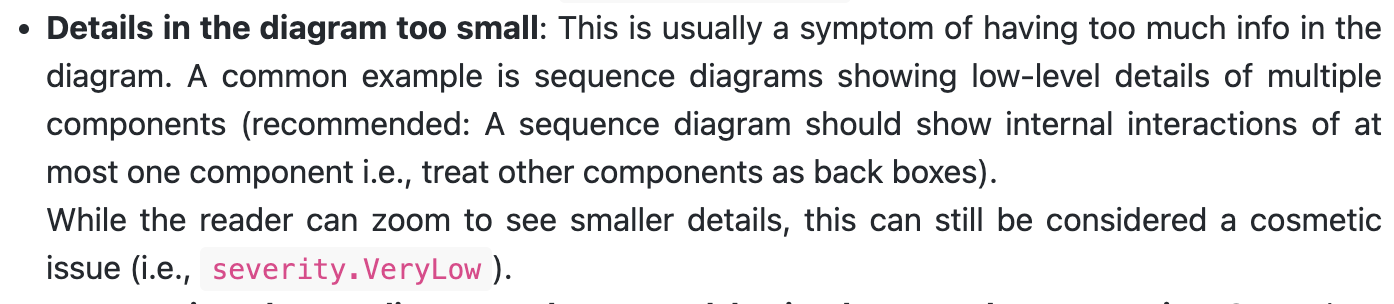 • Details in the diagram too small: This is usually a symptom of having too much info in the
diagram. A common example is sequence diagrams showing low-level details of multiple
components (recommended: A sequence diagram should show internal interactions of at
most one component i.e., treat other components as back boxes).
While the reader can zoom to see smaller details, this can still be considered a cosmetic
issue (i.e., severity.VeryLow ).